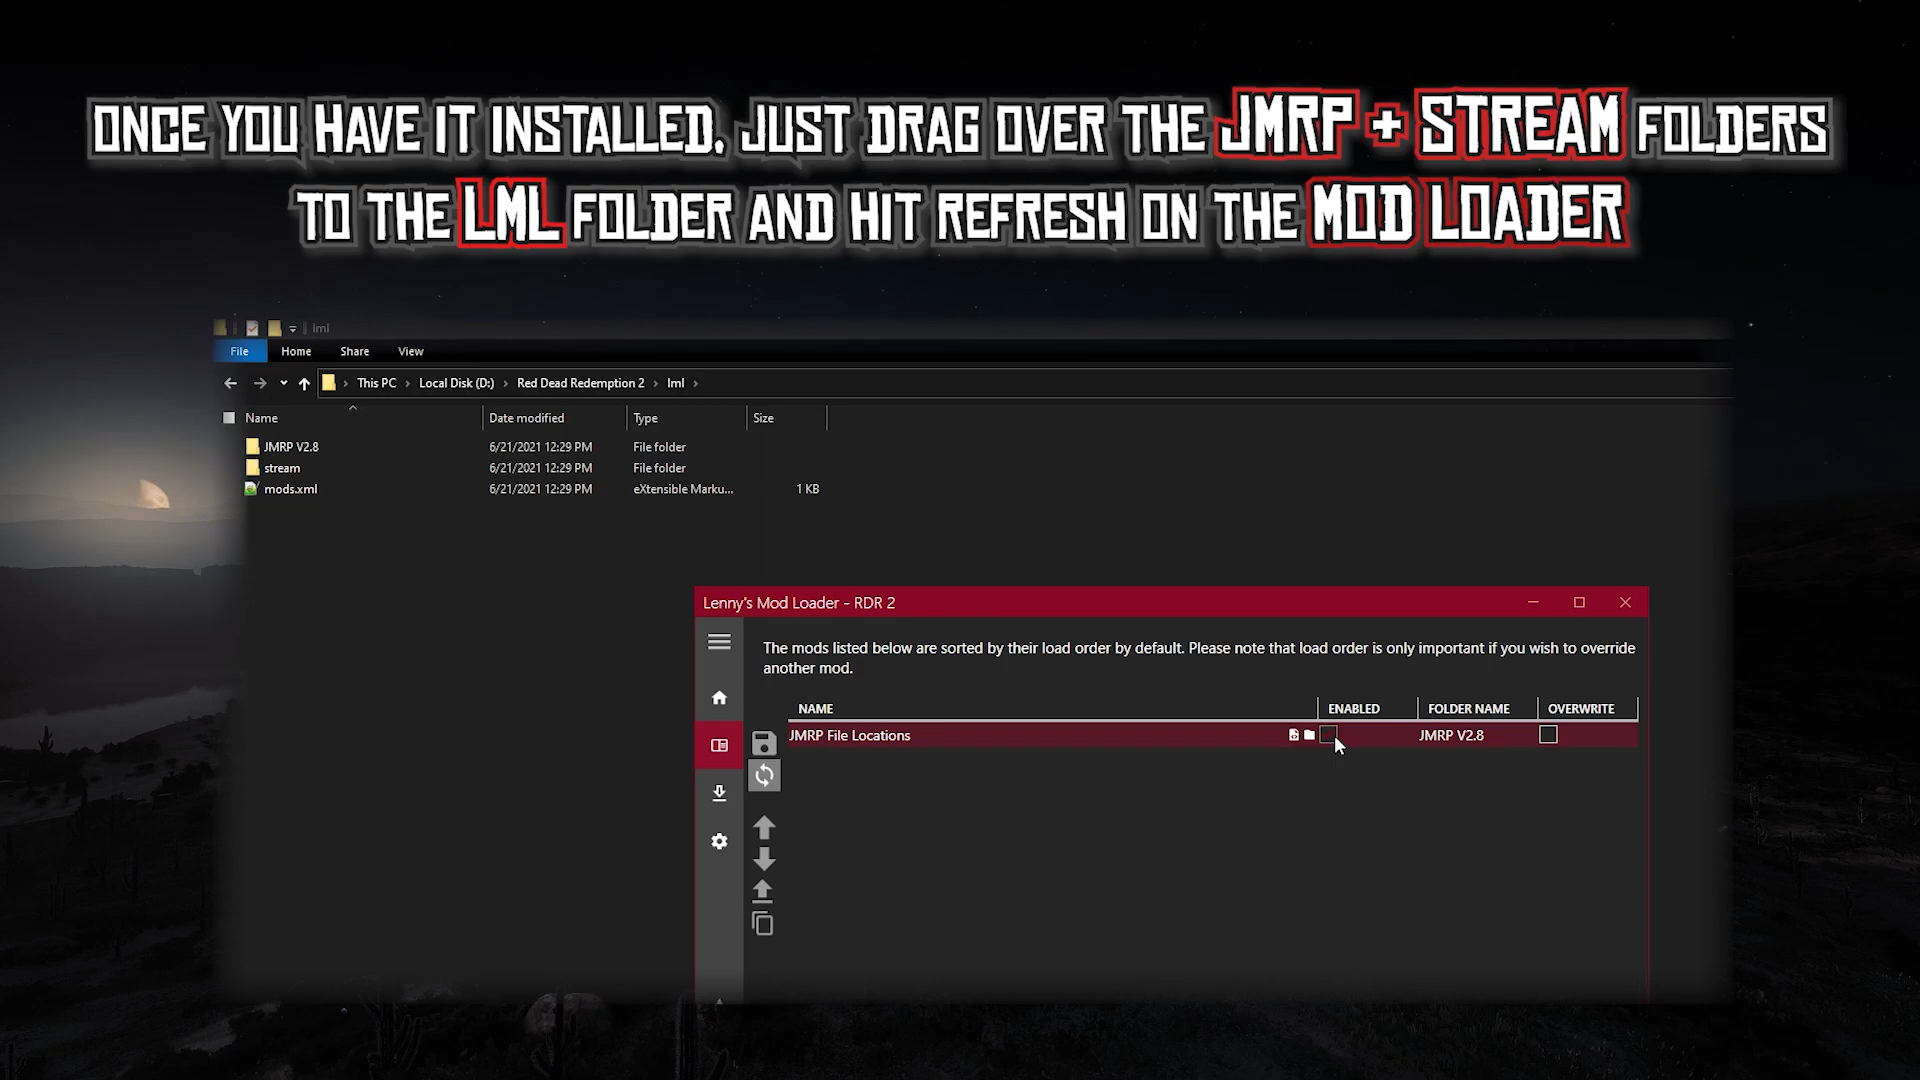 ONCE YOU HAVE IT INSTALLED, JUST DRAG OVER THE JMRP + STREAM FOLDERS
TO THE LML FOLDER AND HIT REFRESH ON THE MOD LOADER
lml
File Home Share View
This PC › Local Disk (D:) › Red Dead Redemption 2 › lml ›
Name Date modified Type Size
JMRP V2.8 6/21/2021 12:29 PM File folder
stream 6/21/2021 12:29 PM File folder
mods.xml 6/21/2021 12:29 PM eXtensible Marku... 1 KB
Lenny's Mod Loader - RDR 2
The mods listed below are sorted by their load order by default. Please note that load order is only important if you wish to override
another mod.
NAME ENABLED FOLDER NAME OVERWRITE
JMRP File Locations JMRP V2.8